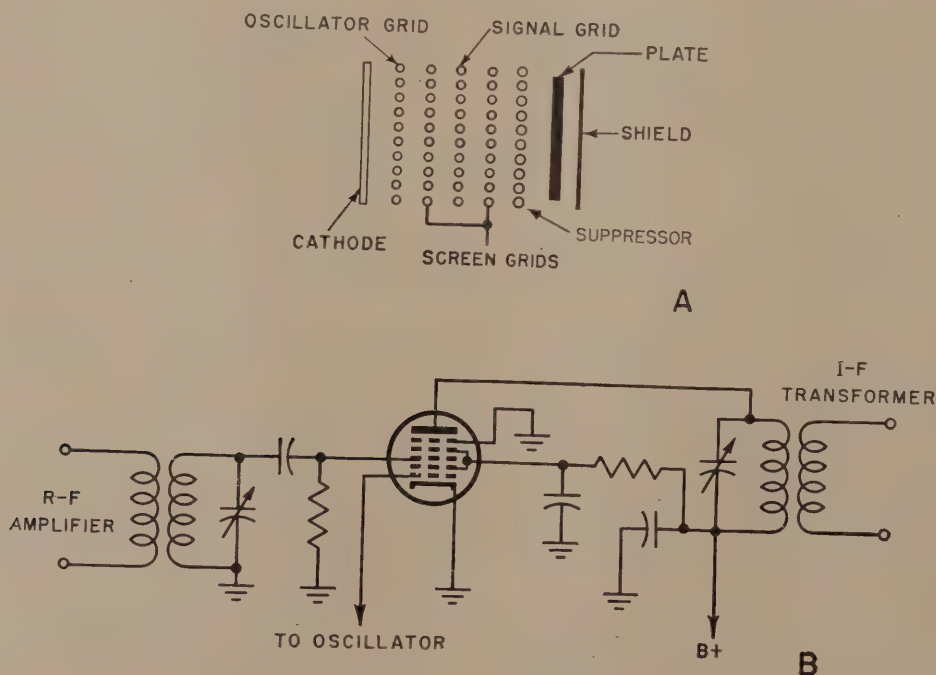 OSCILLATOR GRID
SIGNAL GRID
PLATE
SHIELD
CATHODE
SCREEN GRIDS
SUPPRESSOR
A
I-F
TRANSFORMER
R-F
AMPLIFIER
TO OSCILLATOR
B+
B